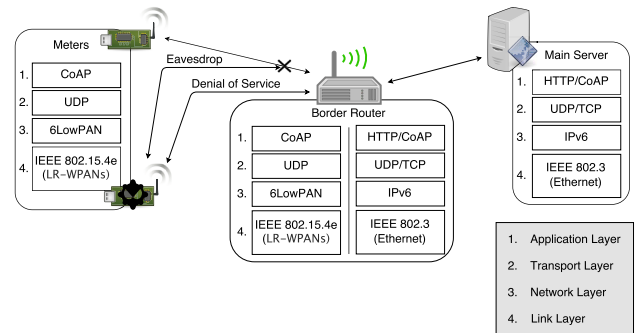 Meters
1. CoAP
2. UDP
3. 6LowPAN
4. IEEE 802.15.4e
(LR-WPANs)
Eavesdrop
Denial of Service
Border Router
1. CoAP HTTP/CoAP
2. UDP UDP/TCP
3. 6LowPAN IPv6
4. IEEE 802.15.4e IEEE 802.3
(LR-WPANs) (Ethernet)
Main Server
1. HTTP/CoAP
2. UDP/TCP
3. IPv6
4. IEEE 802.3
(Ethernet)
1. Application Layer
2. Transport Layer
3. Network Layer
4. Link Layer